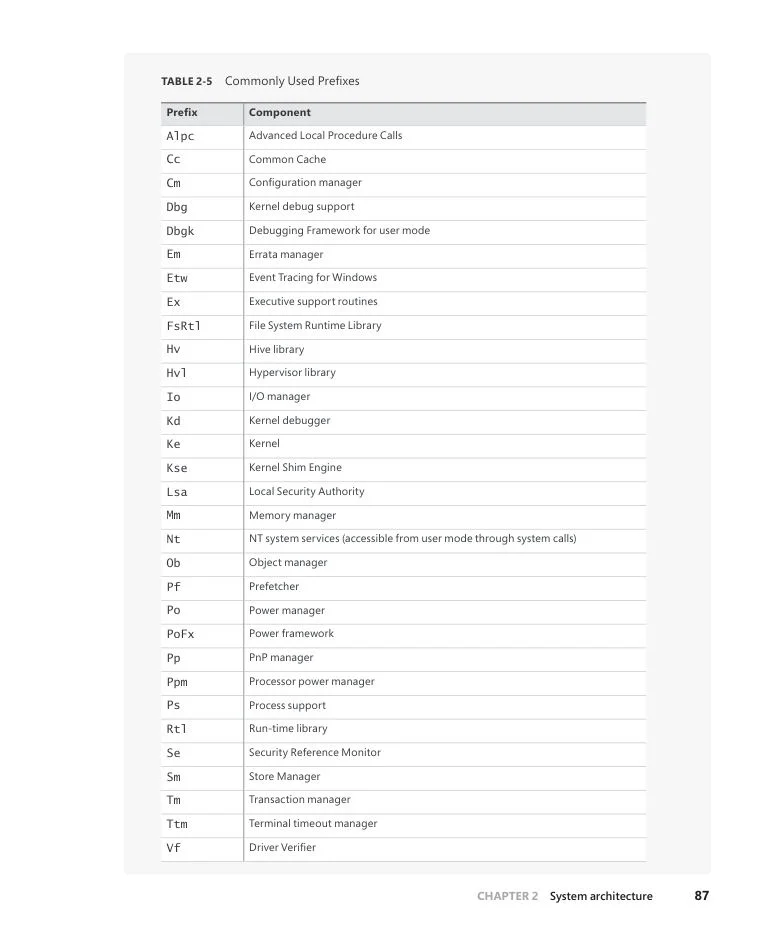 TABLE 2-5 Commonly Used Prefixes
Prefix Component
Alpc Advanced Local Procedure Calls
Cc Common Cache
Cm Configuration manager
Dbg Kernel debug support
Dbgk Debugging Framework for user mode
Em Errata manager
Etw Event Tracing for Windows
Ex Executive support routines
FsRtl File System Runtime Library
Hv Hive library
Hvl Hypervisor library
Io I/O manager
Kd Kernel debugger
Ke Kernel
Kse Kernel Shim Engine
Lsa Local Security Authority
Mm Memory manager
Nt NT system services (accessible from user mode through system calls)
Ob Object manager
Pf Prefetcher
Po Power manager
PoFx Power framework
Pp PnP manager
Ppm Processor power manager
Ps Process support
Rtl Run-time library
Se Security Reference Monitor
Sm Store Manager
Tm Transaction manager
Ttm Terminal timeout manager
Vf Driver Verifier
CHAPTER 2 System architecture 87